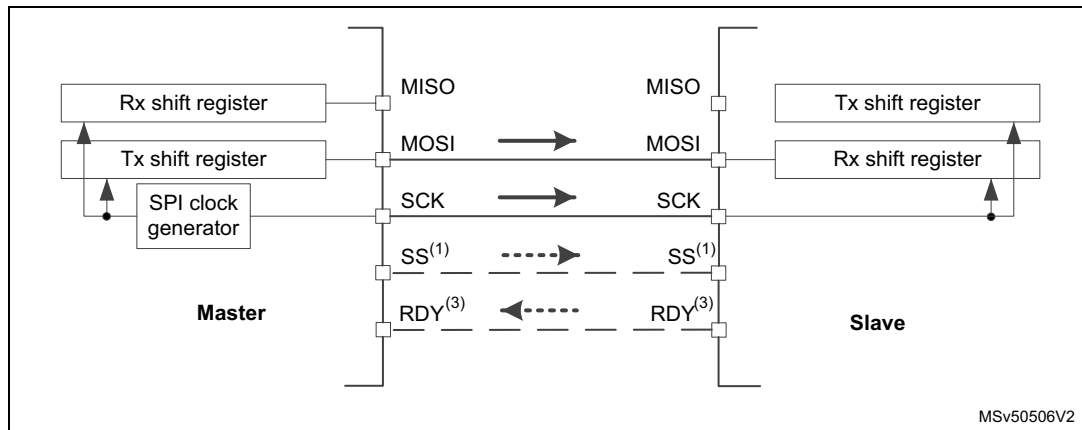 MISO
MISO
Rx shift register
Tx shift register
MOSI
MOSI
Tx shift register
Rx shift register
SPI clock
generator
SCK
SCK
SS(1)
SS(1)
RDY(3)
RDY(3)
Master
Slave
MSv50506V2